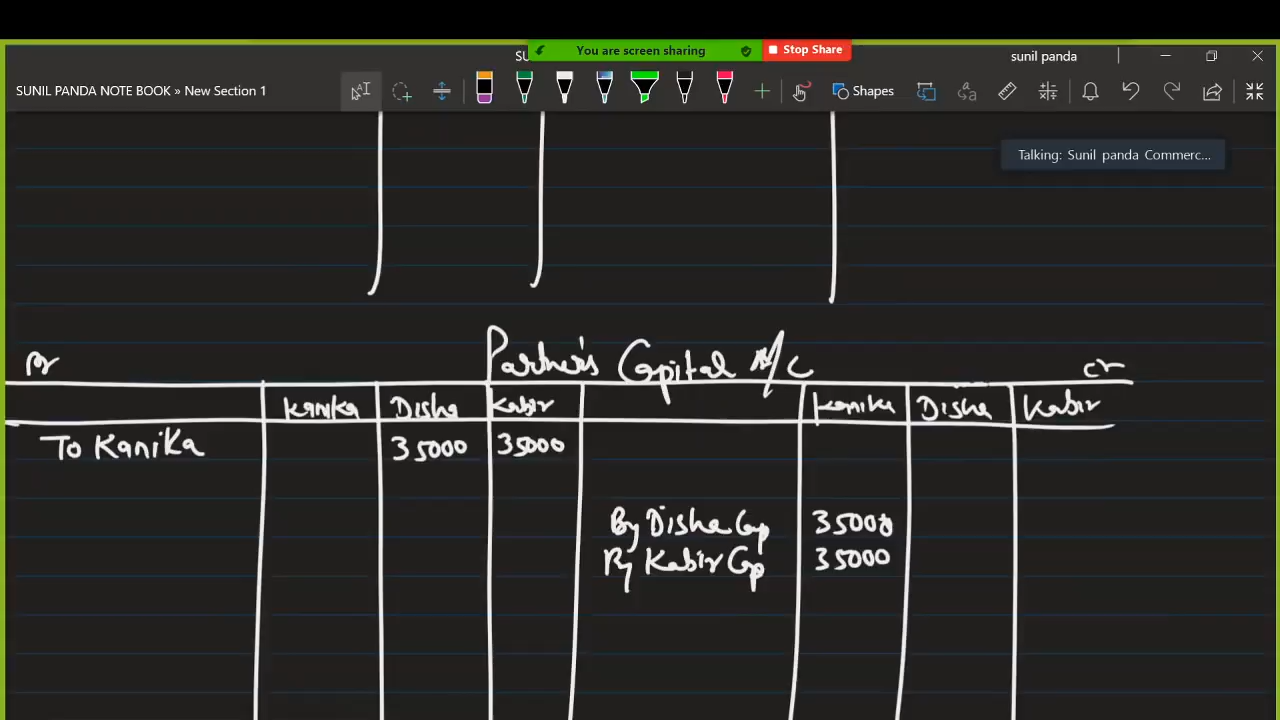 SU
You are screen sharing
Stop Share
sunil panda
SUNIL PANDA NOTE BOOK » New Section 1
Shapes
Talking: Sunil panda Commerc...
Partner's Capital A/c
Dr
Cr
Kanika Disha Kabir Kanika Disha Kabir
To Kanika 35000 35000
By Disha Cap 35000
By Kabir Cap 35000